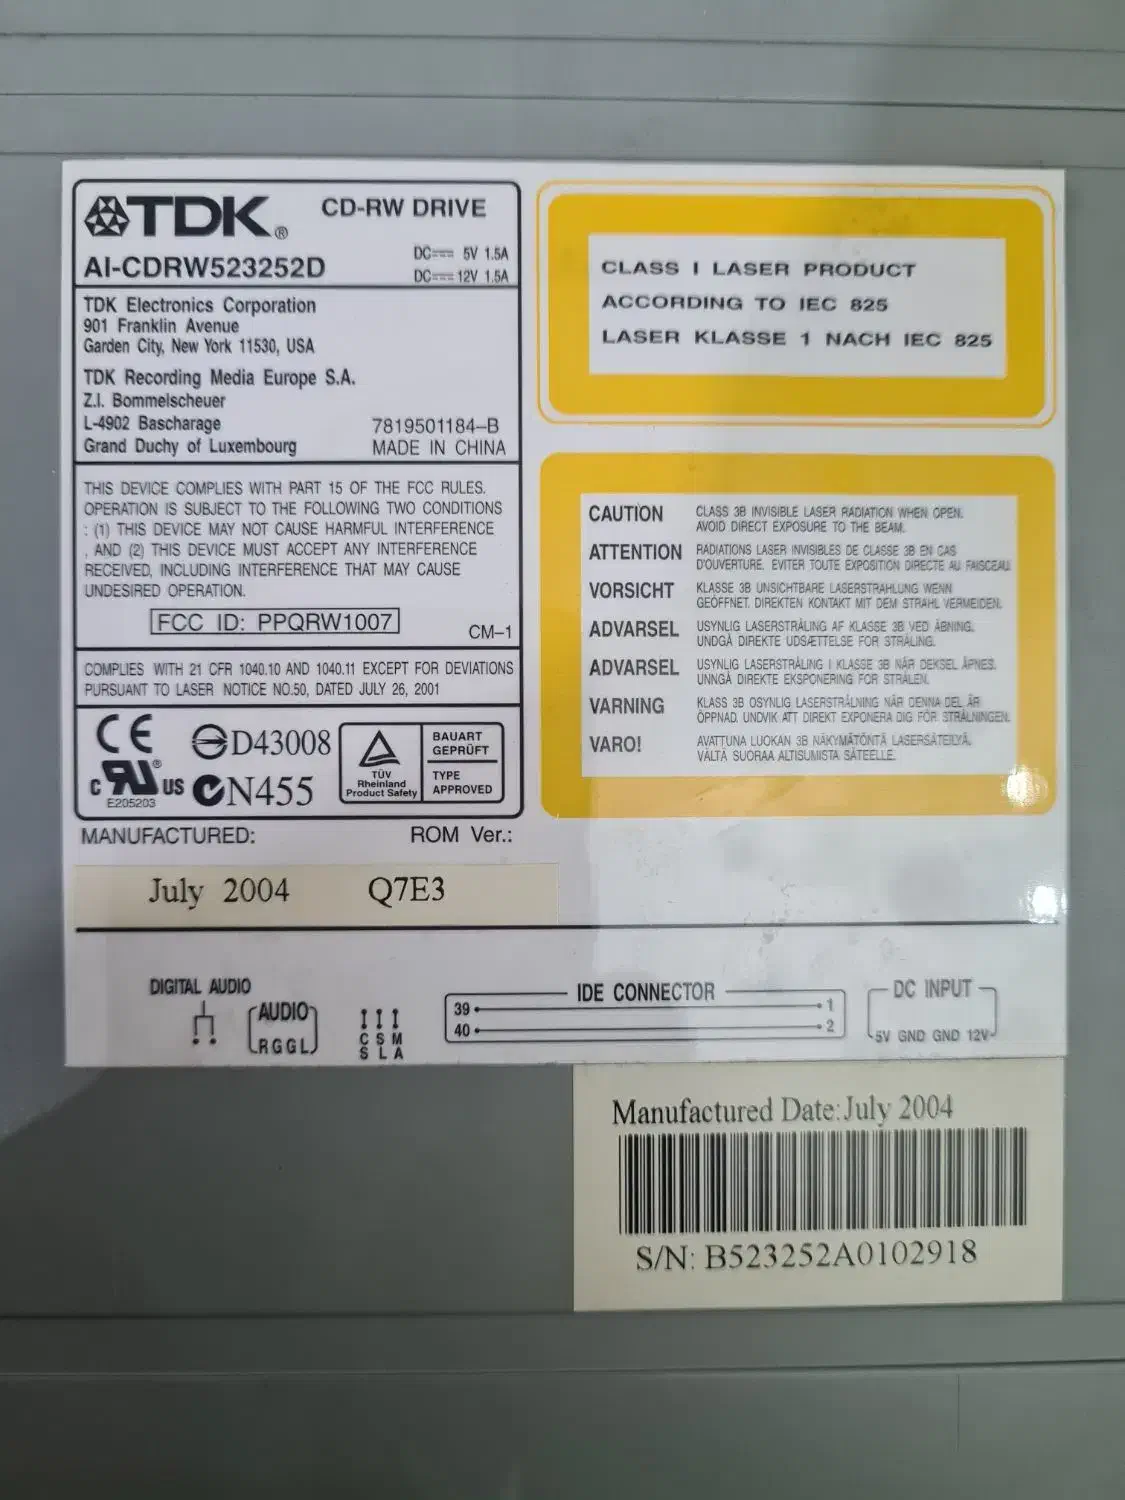 TDK® CD-RW DRIVE
AI-CDRW523252D
DC 5V 1.5A
DC 12V 1.5A
TDK Electronics Corporation
901 Franklin Avenue
Garden City, New York 11530, USA
TDK Recording Media Europe S.A.
Z.I. Bommelscheuer
L-4902 Bascharage
Grand Duchy of Luxembourg
7819501184-B
MADE IN CHINA
THIS DEVICE COMPLIES WITH PART 15 OF THE FCC RULES.
OPERATION IS SUBJECT TO THE FOLLOWING TWO CONDITIONS
: (1) THIS DEVICE MAY NOT CAUSE HARMFUL INTERFERENCE
, AND (2) THIS DEVICE MUST ACCEPT ANY INTERFERENCE
RECEIVED, INCLUDING INTERFERENCE THAT MAY CAUSE
UNDESIRED OPERATION.
FCC ID: PPQRW1007
CM-1
COMPLIES WITH 21 CFR 1040.10 AND 1040.11 EXCEPT FOR DEVIATIONS
PURSUANT TO LASER NOTICE NO.50, DATED JULY 26, 2001
CE
D43008
c RU ® US
E205203
N455
TÜV
Rheinland
Product Safety
BAUART
GEPRÜFT
TYPE
APPROVED
MANUFACTURED: ROM Ver.:
July 2004 Q7E3
CLASS I LASER PRODUCT
ACCORDING TO IEC 825
LASER KLASSE 1 NACH IEC 825
CAUTION CLASS 3B INVISIBLE LASER RADIATION WHEN OPEN.
AVOID DIRECT EXPOSURE TO THE BEAM.
ATTENTION RADIATIONS LASER INVISIBLES DE CLASSE 3B EN CAS
D'OUVERTURE. EVITER TOUTE EXPOSITION DIRECTE AU FAISCEAU.
VORSICHT KLASSE 3B UNSICHTBARE LASERSTRAHLUNG WENN
GEÖFFNET. DIREKTEN KONTAKT MIT DEM STRAHL VERMEIDEN.
ADVARSEL USYNLIG LASERSTRÅLING AF KLASSE 3B VED ÅBNING.
UNDGÅ DIREKTE UDSÆTTELSE FOR STRÅLING.
ADVARSEL USYNLIG LASERSTRÅLING I KLASSE 3B NÅR DEKSEL ÅPNES.
UNNGÅ DIREKTE EKSPONERING FOR STRÅLEN.
VARNING KLASS 3B OSYNLIG LASERSTRÅLNING NÄR DENNA DEL ÄR
ÖPPNAD. UNDVIK ATT DIREKT EXPONERA DIG FÖR STRÅLNINGEN.
VARO! AVATTUNA LUOKAN 3B NÄKYMÄTÖNTÄ LASERSÄTEILYÄ.
VÄLTÄ SUORAA ALTISUMISTA SÄTEELLE.
DIGITAL AUDIO
AUDIO
RGGL
C S M
S L A
IDE CONNECTOR
39 1
40 2
DC INPUT
5V GND GND 12V
Manufactured Date:July 2004
S/N: B523252A0102918